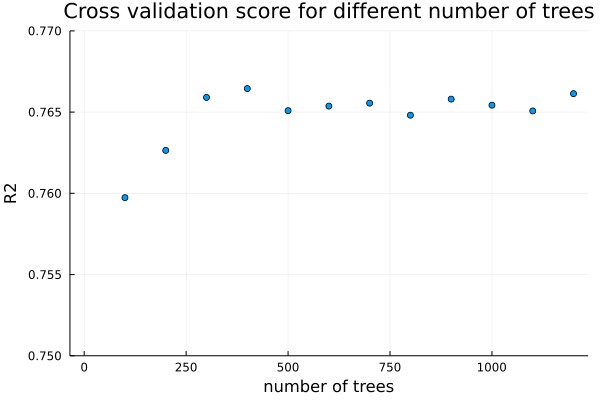 Cross validation score for different number of trees
0.770
0.765
0.760
0.755
0.750
R2
0 250 500 750 1000
number of trees